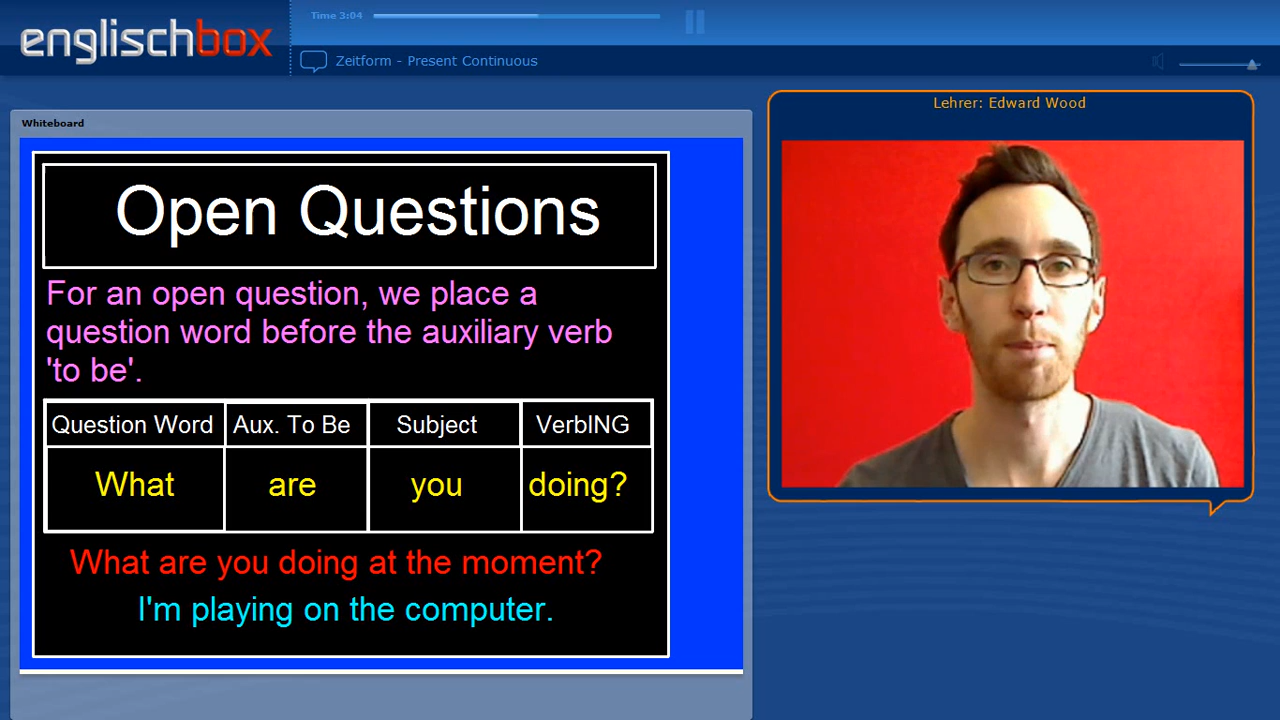 englischbox
Time 3:04
Zeitform - Present Continuous
Whiteboard
Lehrer: Edward Wood
Open Questions
For an open question, we place a
question word before the auxiliary verb
'to be'.
Question Word Aux. To Be Subject VerbING
What are you doing?
What are you doing at the moment?
I'm playing on the computer.